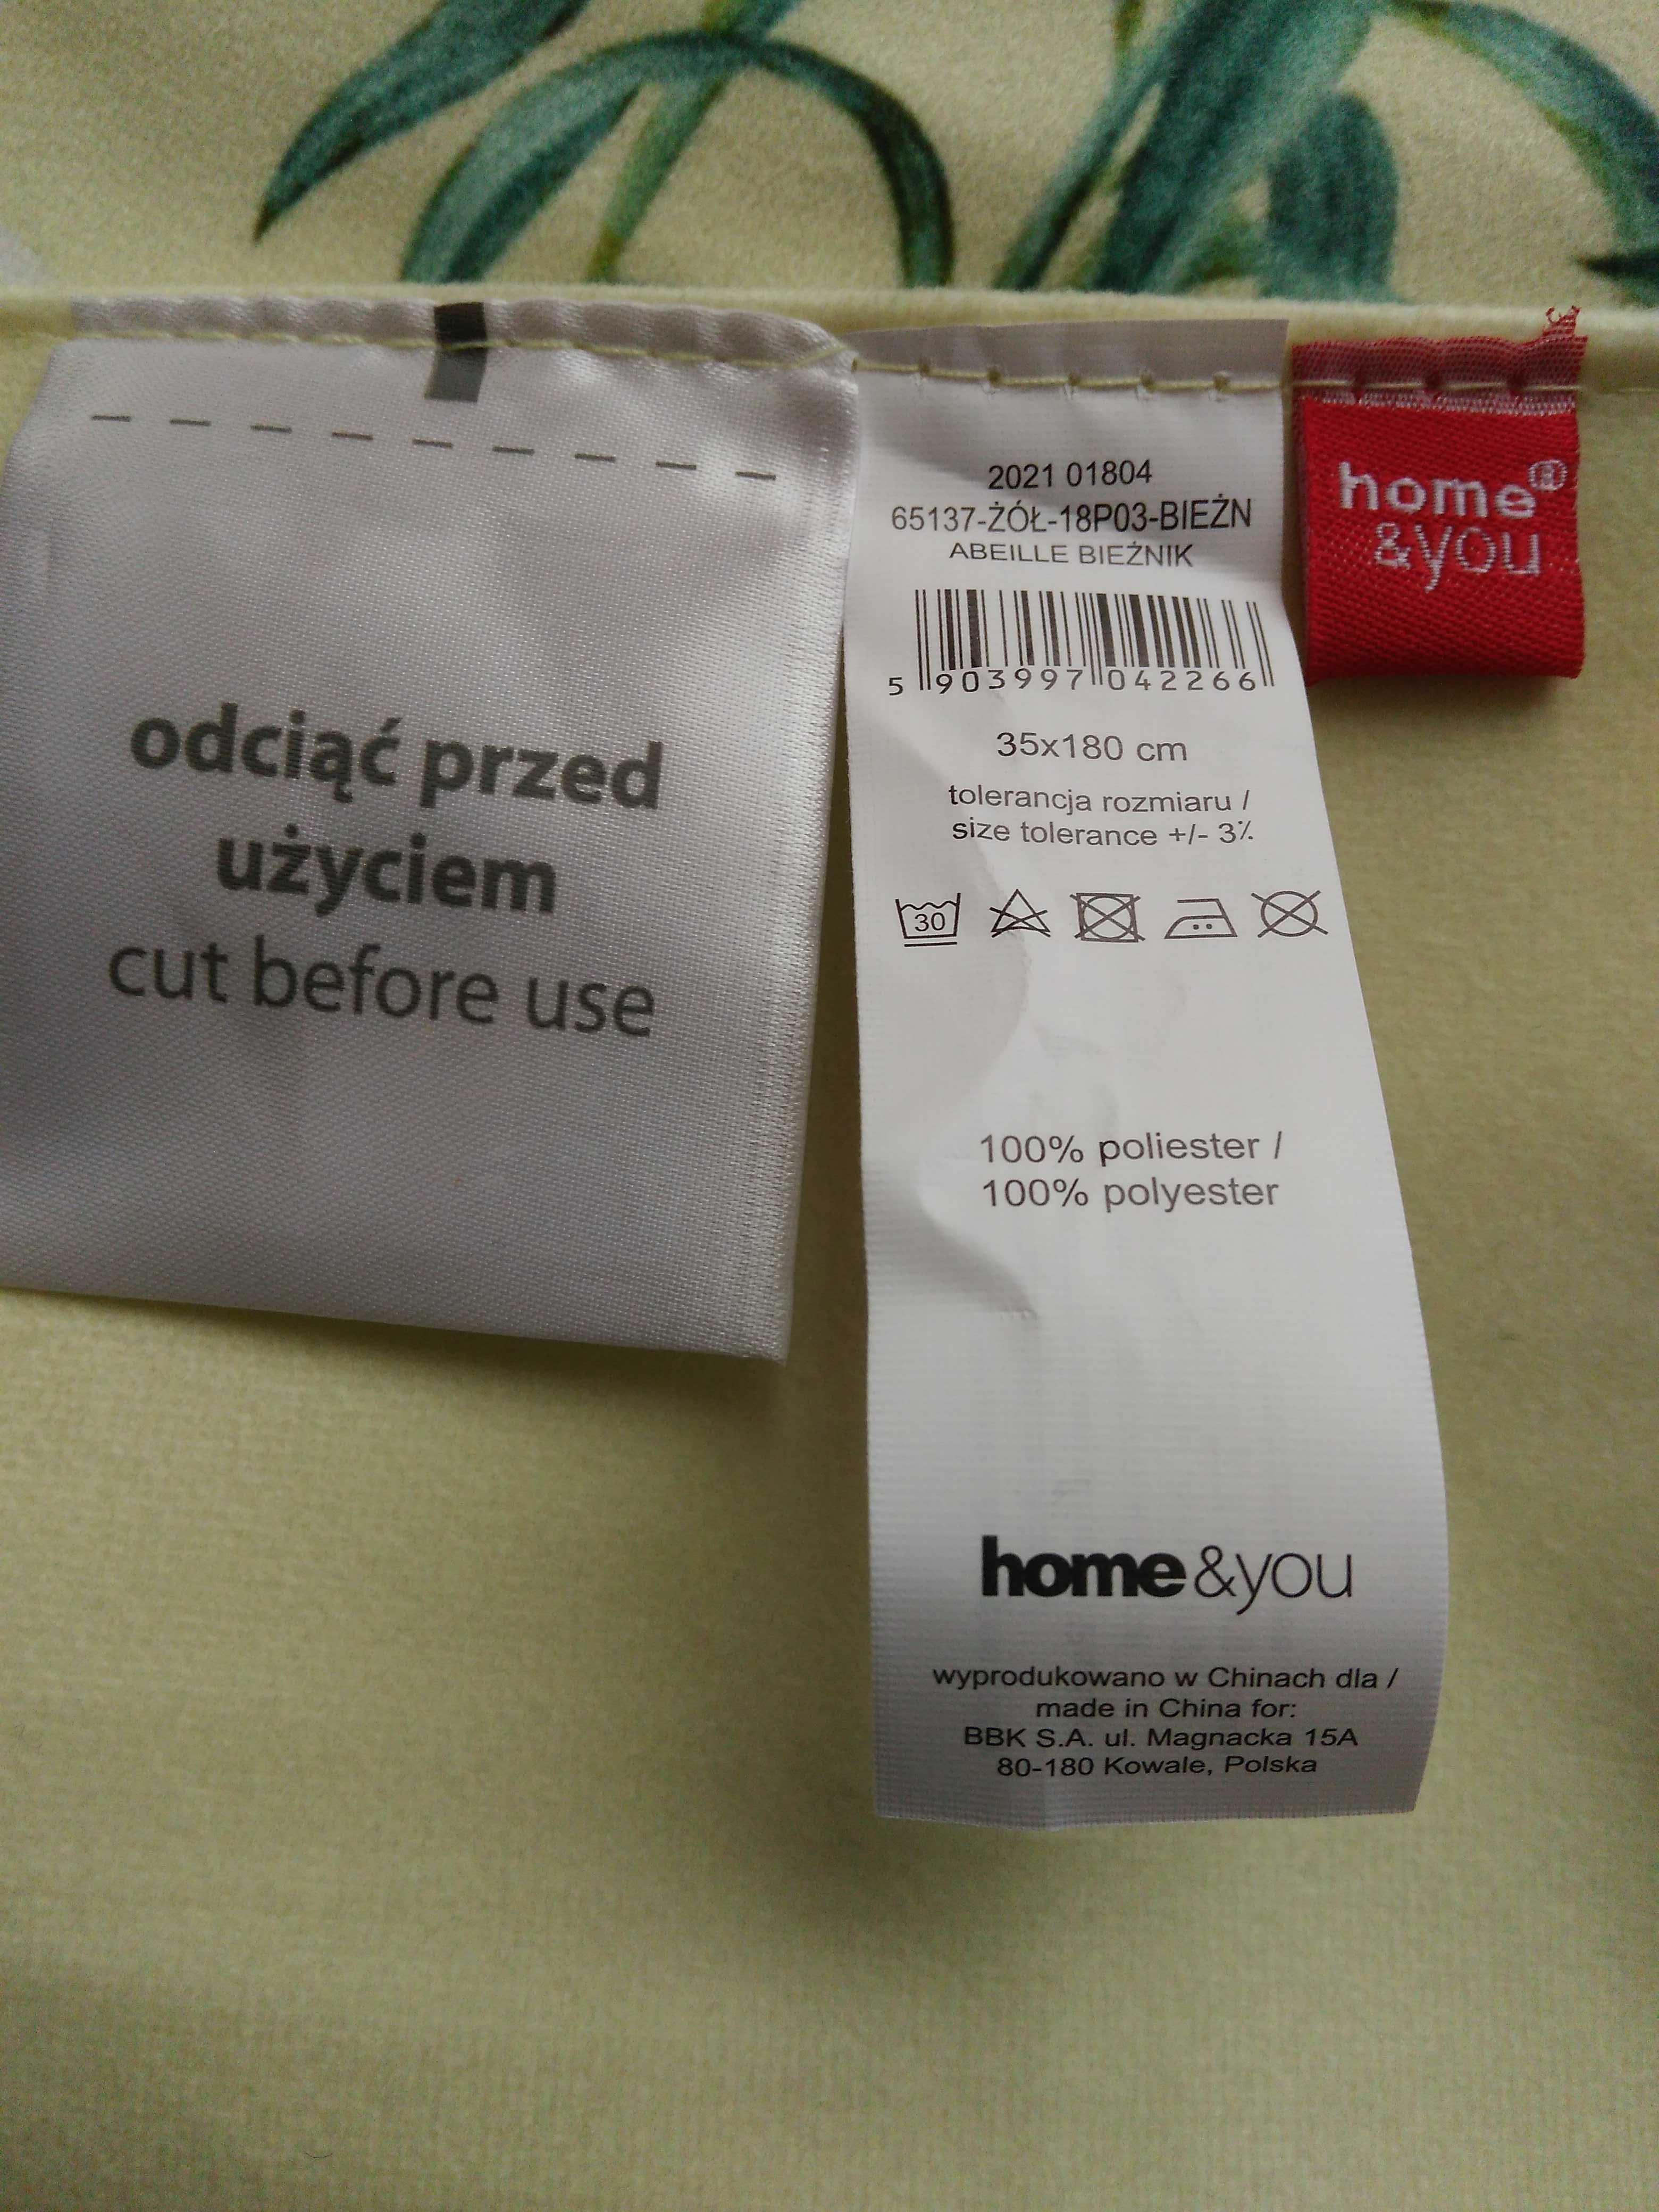 odciąć przed
użyciem
cut before use
2021 01804
65137-ŻÓŁ-18P03-BIEŻN
ABEILLE BIEŻNIK
5 903997 042266
35x180 cm
tolerancja rozmiaru /
size tolerance +/- 3%
30
100% poliester /
100% polyester
home&you
wyprodukowano w Chinach dla /
made in China for:
BBK S.A. ul. Magnacka 15A
80-180 Kowale, Polska
home®
&you